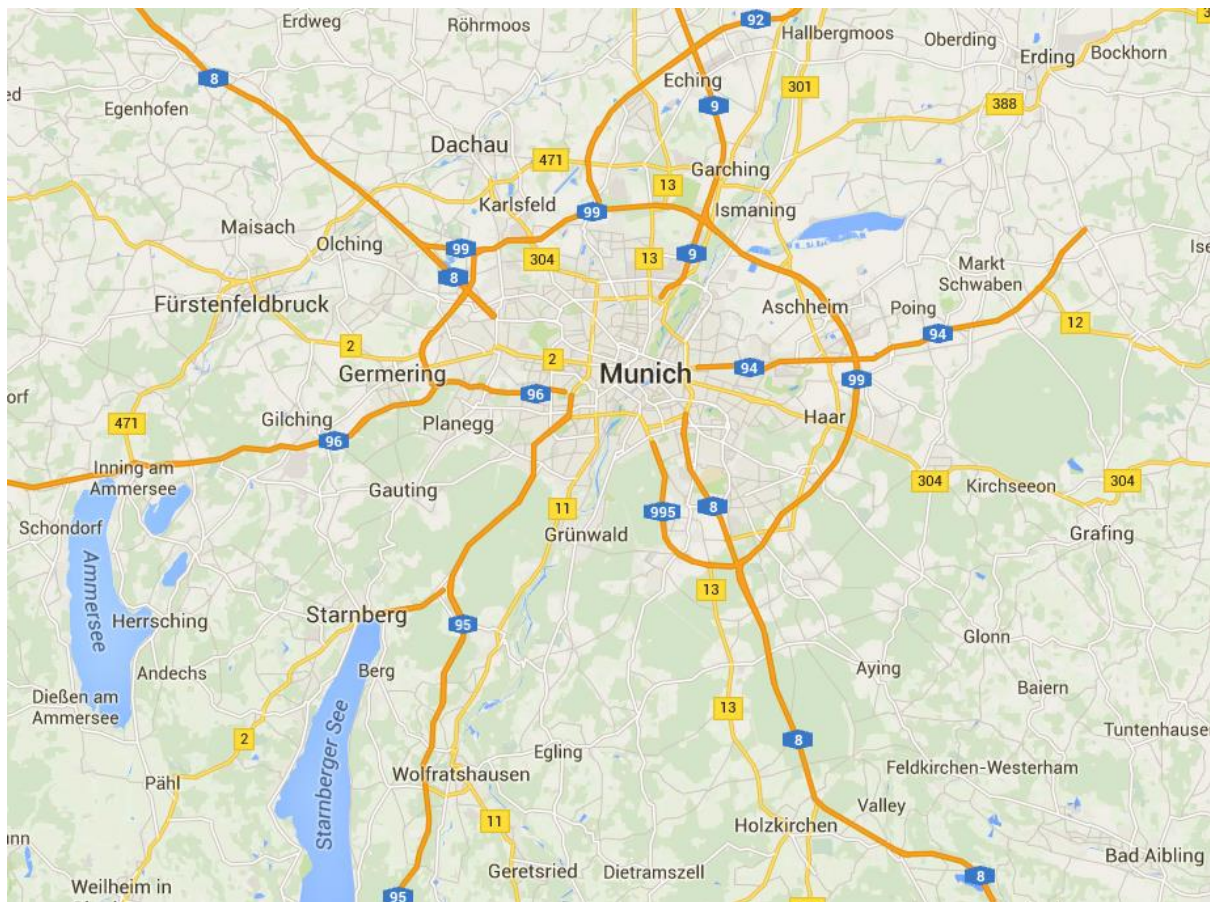 Erdweg
Röhrmoos
92
Hallbergmoos
Oberding
Erding
Bockhorn
8
Eching
301
Egenhofen
9
388
Dachau
471
Garching
13
Karlsfeld
99
Ismaning
Maisach
Olching
99
304
13
9
8
Markt
Schwaben
Fürstenfeldbruck
Aschheim
Poing
12
94
2
2
Germering
Munich
94
99
96
Gilching
Planegg
Haar
471
96
Inning am
Ammersee
Gauting
304
Kirchseeon
304
11
995
8
Schondorf
Grünwald
Grafing
Ammersee
13
Herrsching
Starnberg
95
Glonn
Andechs
Berg
Aying
Baiern
Dießen am
Ammersee
13
Tuntenhause
2
8
Starnberger See
Egling
Pähl
Wolfratshausen
Feldkirchen-Westerham
11
Valley
Holzkirchen
Bad Aibling
Geretsried
Dietramszell
8
Weilheim in
95